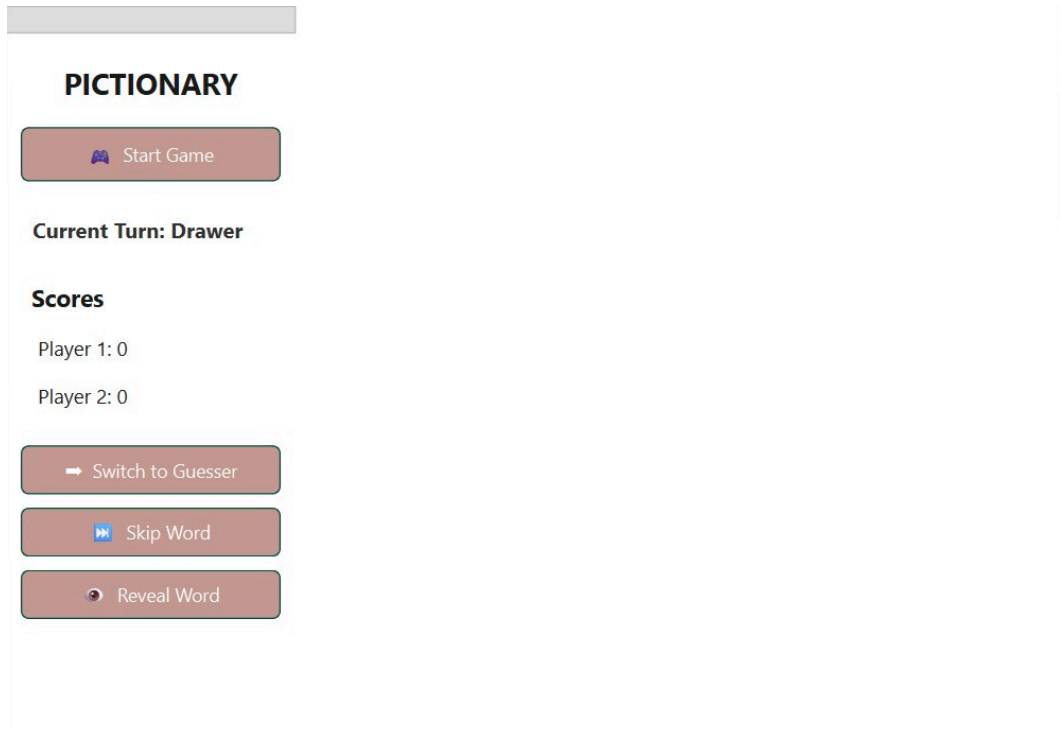 PICTIONARY
🎮 Start Game
Current Turn: Drawer
Scores
Player 1: 0
Player 2: 0
➡ Switch to Guesser
⏭ Skip Word
👁 Reveal Word